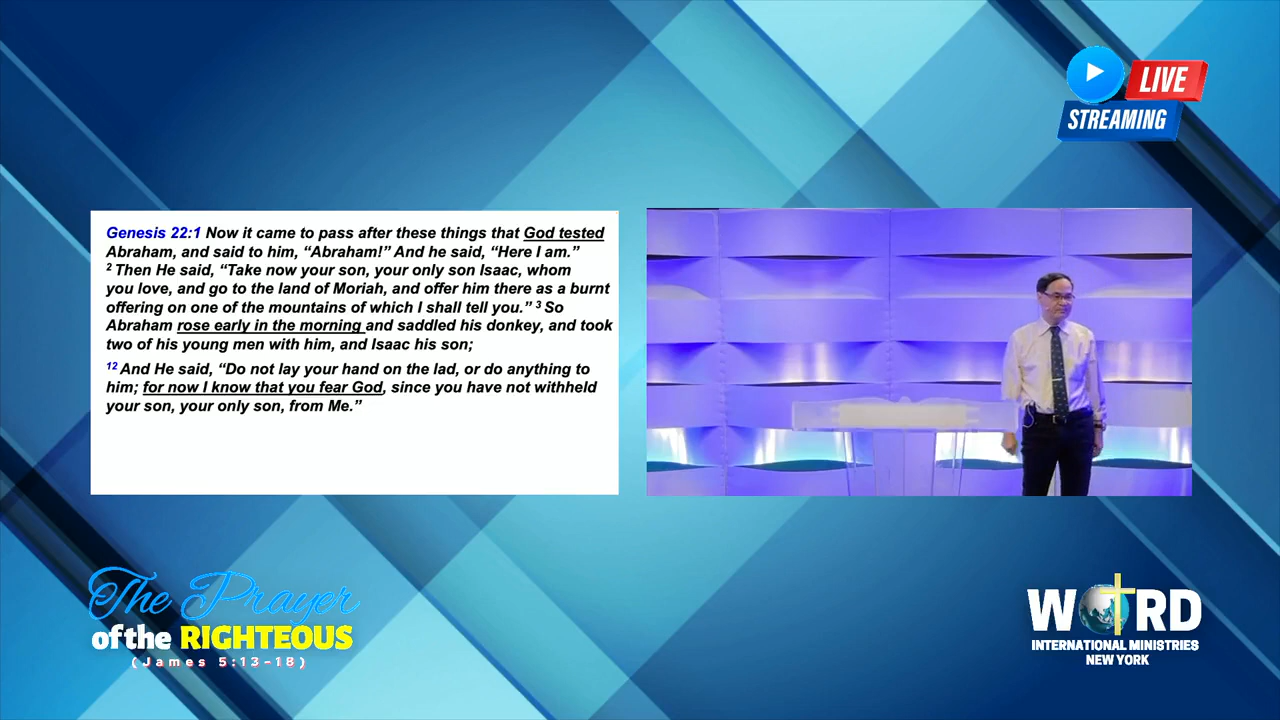 LIVE
STREAMING
Genesis 22:1 Now it came to pass after these things that God tested
Abraham, and said to him, “Abraham!” And he said, “Here I am.”
2 Then He said, “Take now your son, your only son Isaac, whom
you love, and go to the land of Moriah, and offer him there as a burnt
offering on one of the mountains of which I shall tell you.” 3 So
Abraham rose early in the morning and saddled his donkey, and took
two of his young men with him, and Isaac his son;
12 And He said, “Do not lay your hand on the lad, or do anything to
him; for now I know that you fear God, since you have not withheld
your son, your only son, from Me.”
The Prayer
of the RIGHTEOUS
(James 5:13-18)
WORD
INTERNATIONAL MINISTRIES
NEW YORK